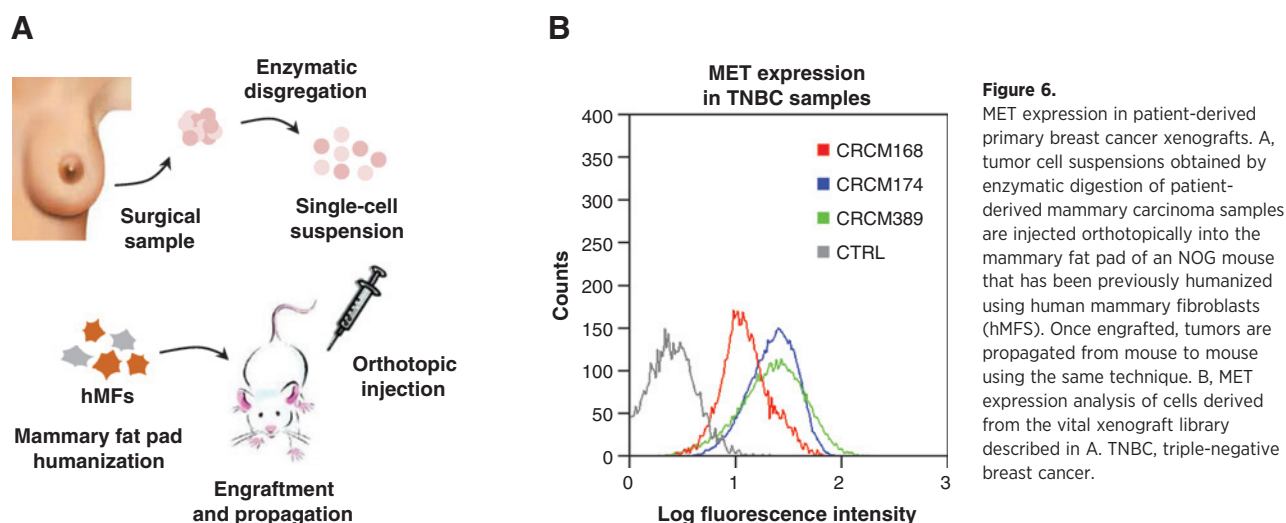 A
Enzymatic
disgregation
Surgical
sample
Single-cell
suspension
hMFs
Mammary fat pad
humanization
Orthotopic
injection
Engraftment
and propagation
B
MET expression
in TNBC samples
400
350
300
250
200
150
100
50
0
Counts
CRCM168
CRCM174
CRCM389
CTRL
0 1 2 3
Log fluorescence intensity
Figure 6.
MET expression in patient-derived
primary breast cancer xenografts. A,
tumor cell suspensions obtained by
enzymatic digestion of patient-
derived mammary carcinoma samples
are injected orthotopically into the
mammary fat pad of an NOG mouse
that has been previously humanized
using human mammary fibroblasts
(hMFS). Once engrafted, tumors are
propagated from mouse to mouse
using the same technique. B, MET
expression analysis of cells derived
from the vital xenograft library
described in A. TNBC, triple-negative
breast cancer.